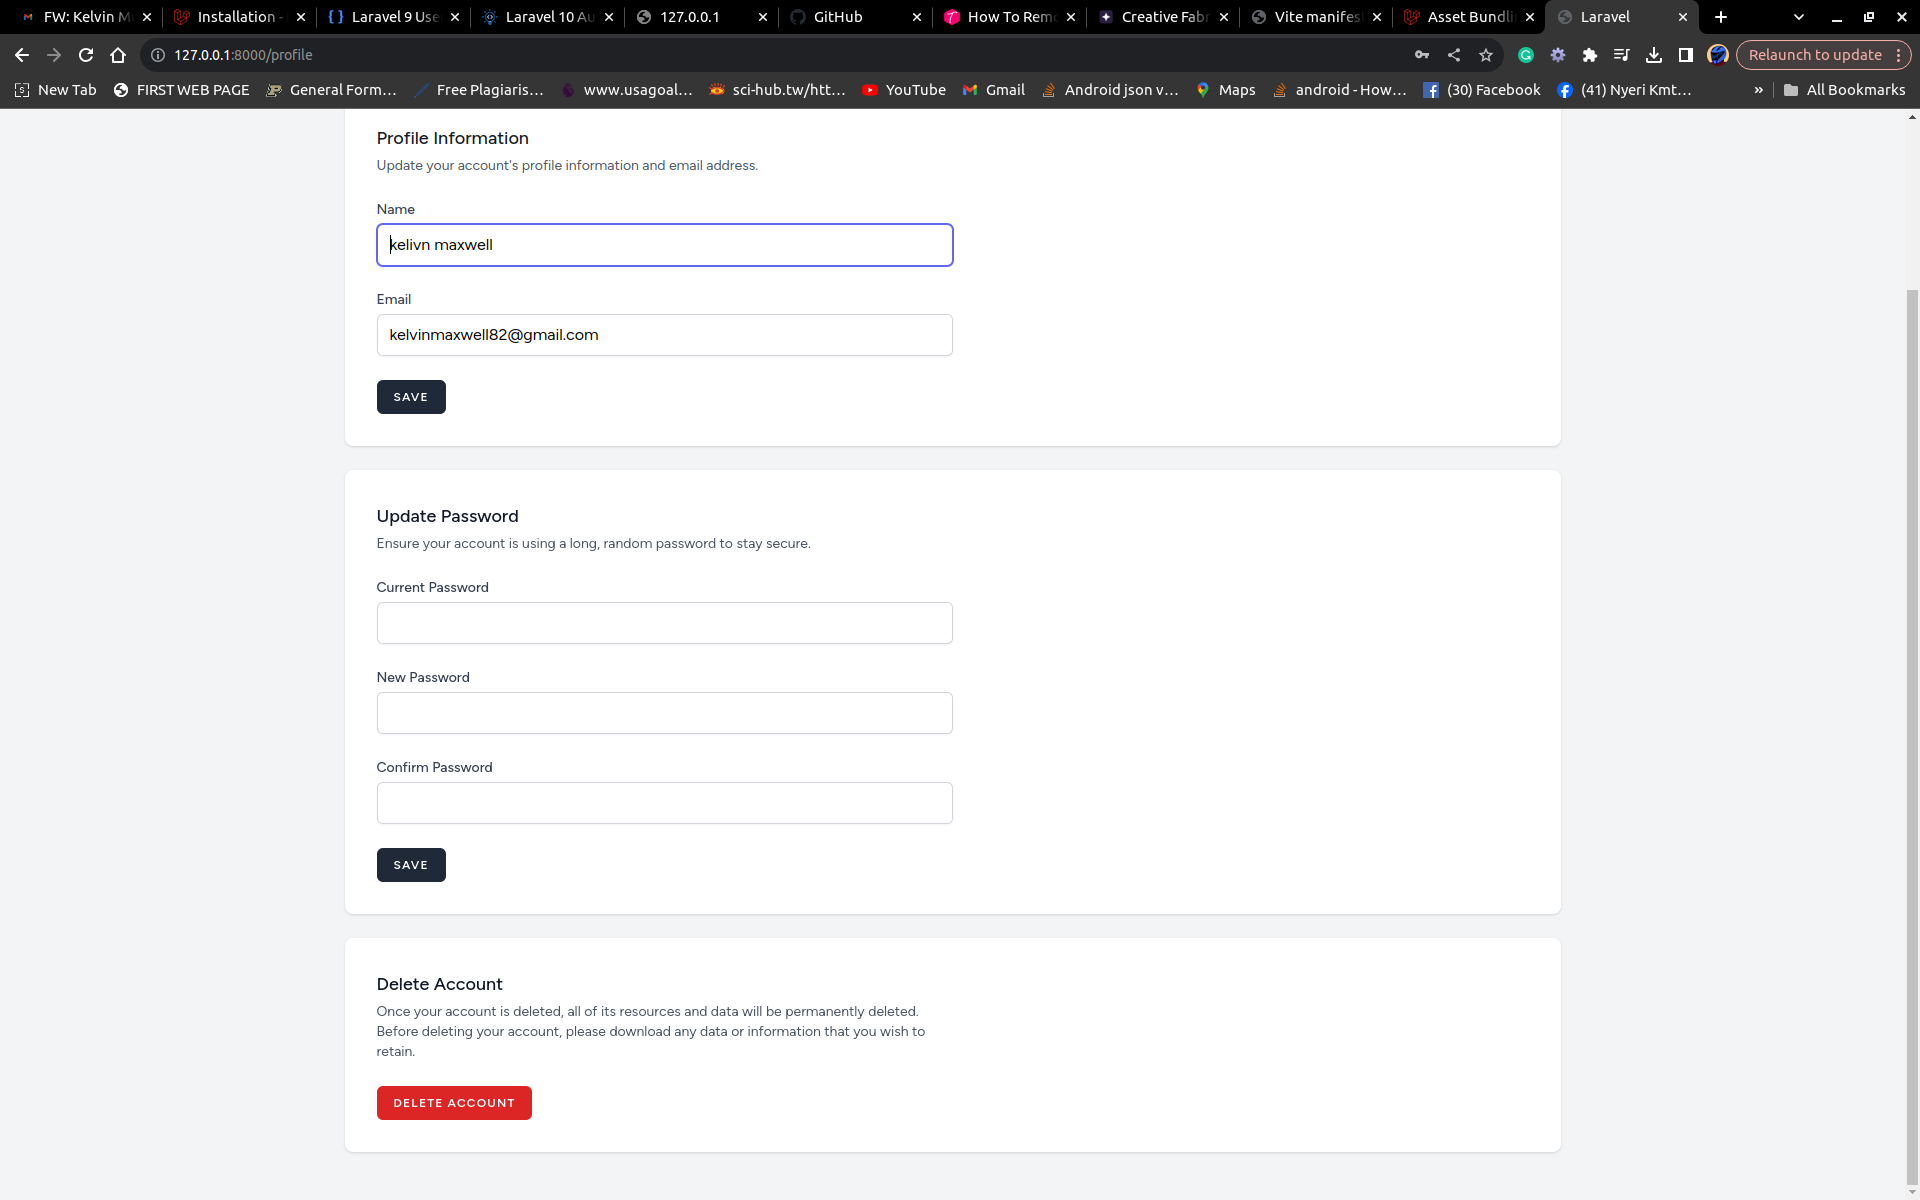 FW: Kelvin M
Installation -
Laravel 9 Use
Laravel 10 Au
127.0.0.1
GitHub
How To Rem
Creative Fabr
Vite manifes
Asset Bundli
Laravel
127.0.0.1:8000/profile
Relaunch to update
New Tab
FIRST WEB PAGE
General Form...
Free Plagiaris...
www.usagoal...
sci-hub.tw/htt...
YouTube
Gmail
Android json v...
Maps
android - How...
(30) Facebook
(41) Nyeri Kmt...
»
All Bookmarks
Profile Information
Update your account's profile information and email address.
Name
kelivn maxwell
Email
kelvinmaxwell82@gmail.com
SAVE
Update Password
Ensure your account is using a long, random password to stay secure.
Current Password
New Password
Confirm Password
SAVE
Delete Account
Once your account is deleted, all of its resources and data will be permanently deleted.
Before deleting your account, please download any data or information that you wish to
retain.
DELETE ACCOUNT